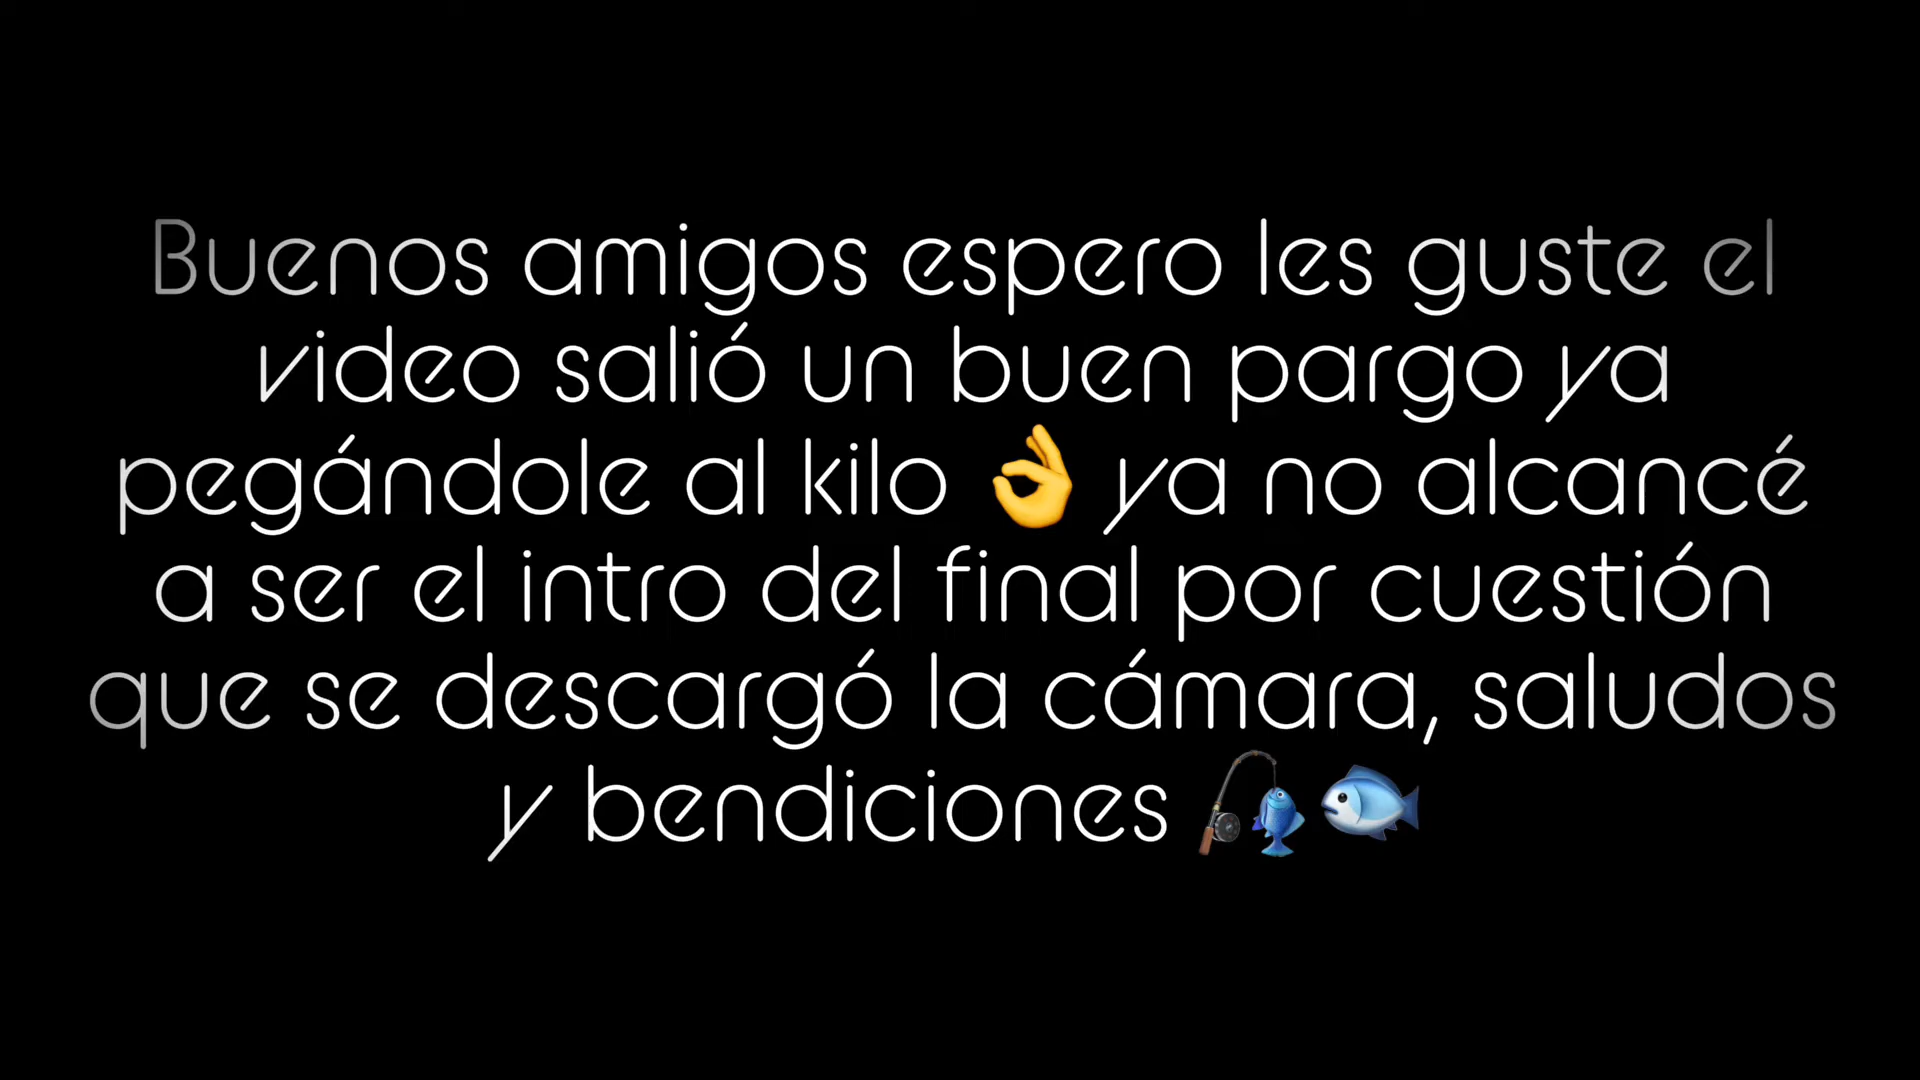 Buenos amigos espero les guste el
video salió un buen pargo ya
pegándole al kilo 👌 ya no alcancé
a ser el intro del final por cuestión
que se descargó la cámara, saludos
y bendiciones 🎣🐟